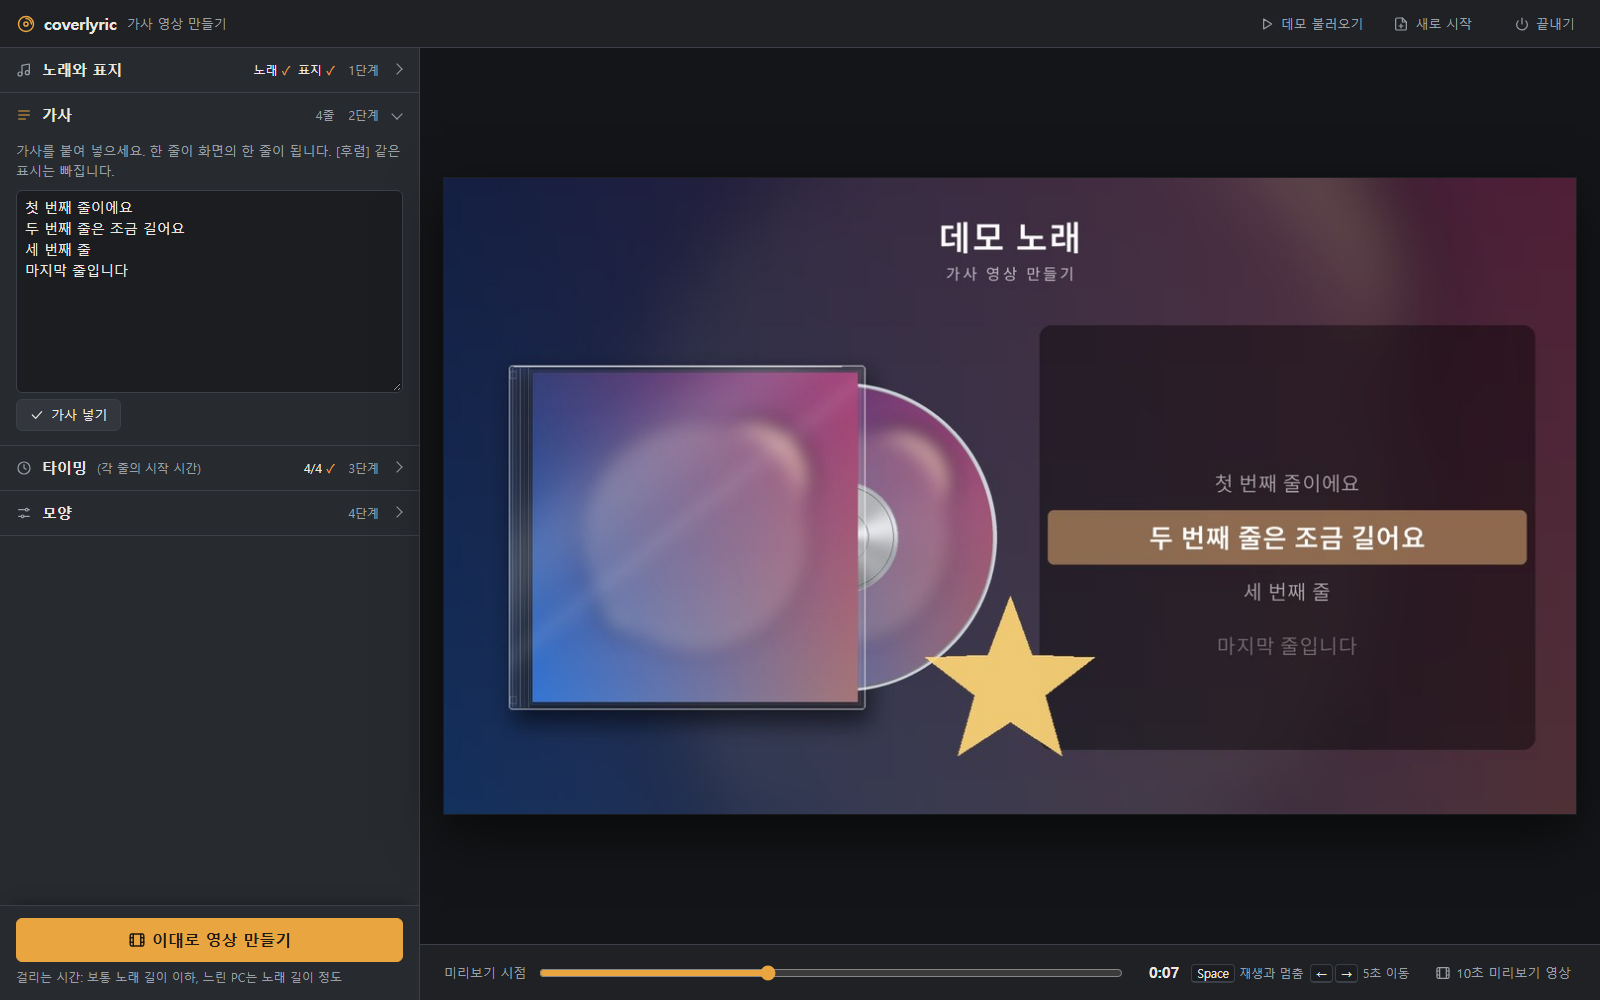 coverlyric 가사 영상 만들기
데모 불러오기
새로 시작
끝내기
노래와 표지 노래 ✓ 표지 ✓ 1단계
가사 4줄 2단계
가사를 붙여 넣으세요. 한 줄이 화면의 한 줄이 됩니다. [후렴] 같은
표시는 빠집니다.
첫 번째 줄이에요
두 번째 줄은 조금 길어요
세 번째 줄
마지막 줄입니다
가사 넣기
타이밍 (각 줄의 시작 시간) 4/4 ✓ 3단계
모양 4단계
이대로 영상 만들기
걸리는 시간: 보통 노래 길이 이하, 느린 PC는 노래 길이 정도
데모 노래
가사 영상 만들기
첫 번째 줄이에요
두 번째 줄은 조금 길어요
세 번째 줄
마지막 줄입니다
미리보기 시점 0:07 Space 재생과 멈춤 ← → 5초 이동 10초 미리보기 영상